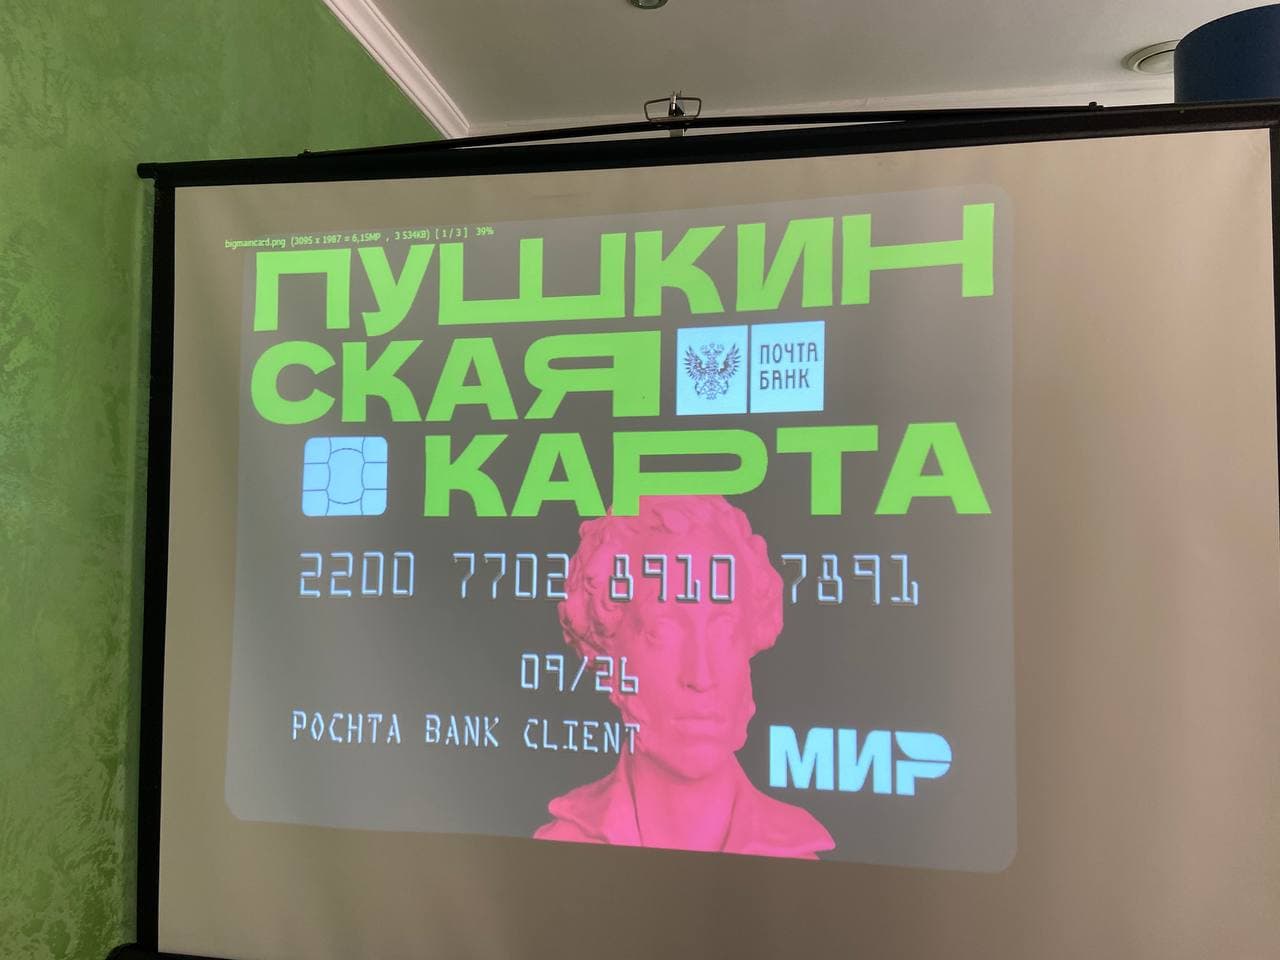 bigmaincard.png (3095 x 1987 = 6,15MP , 3 534KB) [ 1 / 3 ] 39%
ПУШКИН
СКАЯ
ПОЧТА
БАНК
КАРТА
2200 7702 8910 7891
09/26
POCHTA BANK CLIENT
МИР